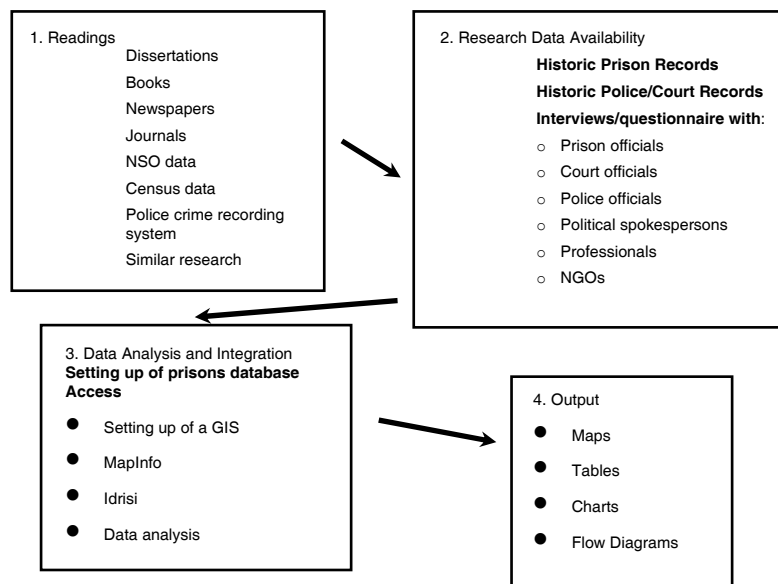 1. Readings
Dissertations
Books
Newspapers
Journals
NSO data
Census data
Police crime recording
system
Similar research
2. Research Data Availability
Historic Prison Records
Historic Police/Court Records
Interviews/questionnaire with:
○ Prison officials
○ Court officials
○ Police officials
○ Political spokespersons
○ Professionals
○ NGOs
3. Data Analysis and Integration
Setting up of prisons database
Access
● Setting up of a GIS
● MapInfo
● Idrisi
● Data analysis
4. Output
● Maps
● Tables
● Charts
● Flow Diagrams